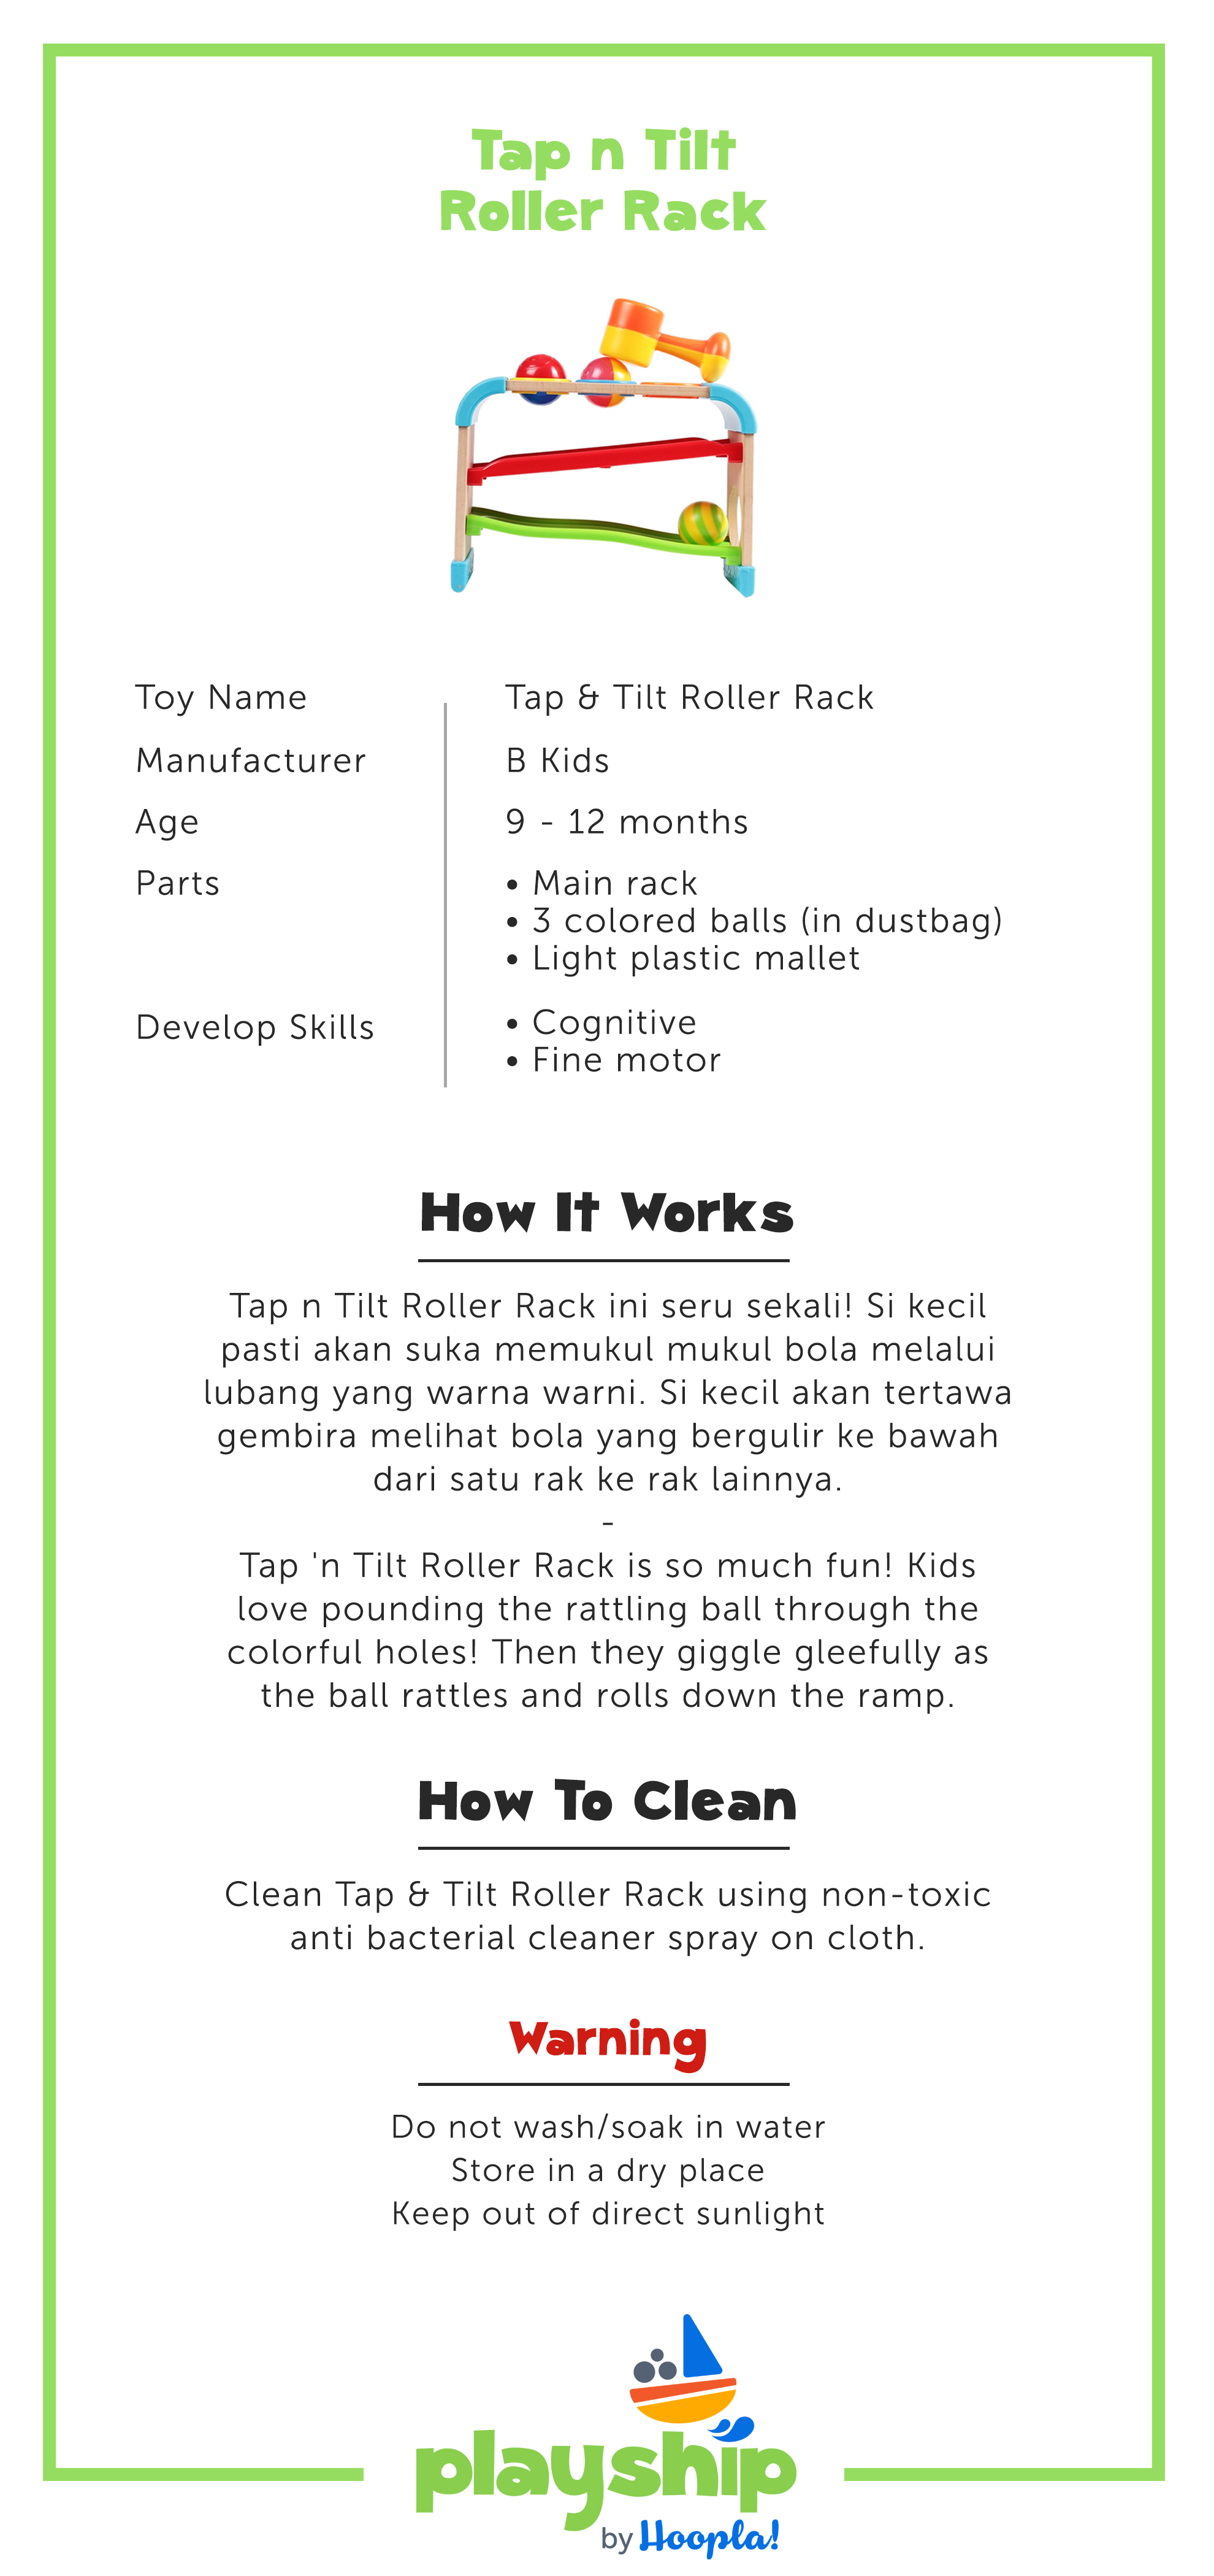 Tap n Tilt
Roller Rack
Toy Name
Tap & Tilt Roller Rack
Manufacturer
B Kids
Age
9 - 12 months
Parts
• Main rack
• 3 colored balls (in dustbag)
• Light plastic mallet
Develop Skills
• Cognitive
• Fine motor
How It Works
Tap n Tilt Roller Rack ini seru sekali! Si kecil
pasti akan suka memukul mukul bola melalui
lubang yang warna warni. Si kecil akan tertawa
gembira melihat bola yang bergulir ke bawah
dari satu rak ke rak lainnya.
-
Tap 'n Tilt Roller Rack is so much fun! Kids
love pounding the rattling ball through the
colorful holes! Then they giggle gleefully as
the ball rattles and rolls down the ramp.
How To Clean
Clean Tap & Tilt Roller Rack using non-toxic
anti bacterial cleaner spray on cloth.
Warning
Do not wash/soak in water
Store in a dry place
Keep out of direct sunlight
playship
by Hoopla!